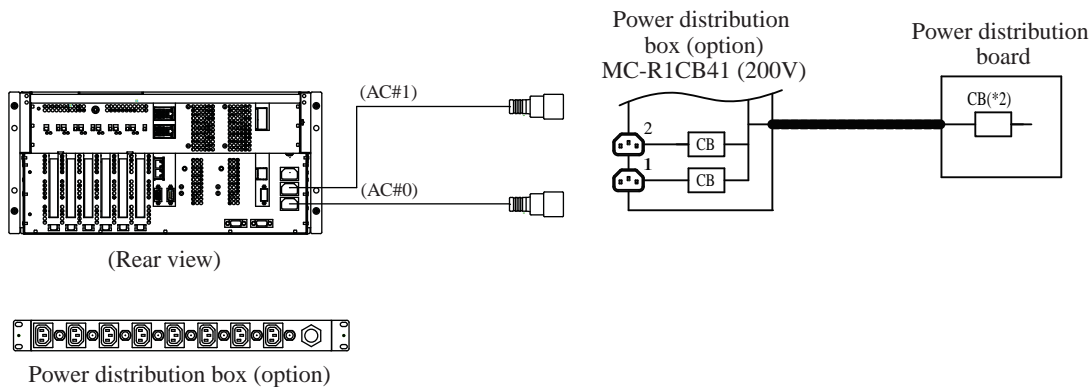 Power distribution
box (option)
MC-R1CB41 (200V)
Power distribution
board
(AC#1)
CB(*2)
2
CB
1
CB
(AC#0)
(Rear view)
Power distribution box (option)